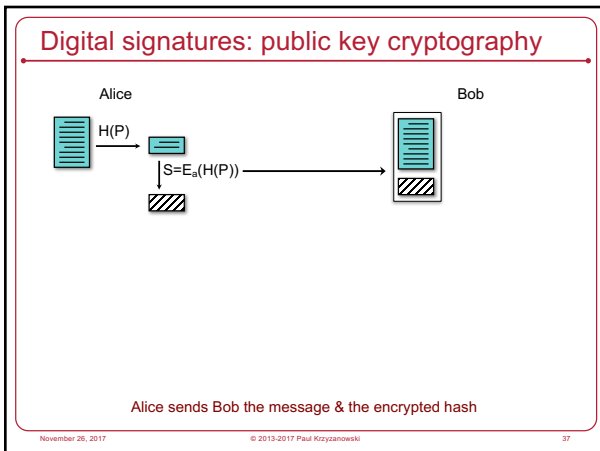 Digital signatures: public key cryptography
Alice
Bob
H(P)
S=Eₐ(H(P))
Alice sends Bob the message & the encrypted hash
November 26, 2017
© 2013-2017 Paul Krzyzanowski
37